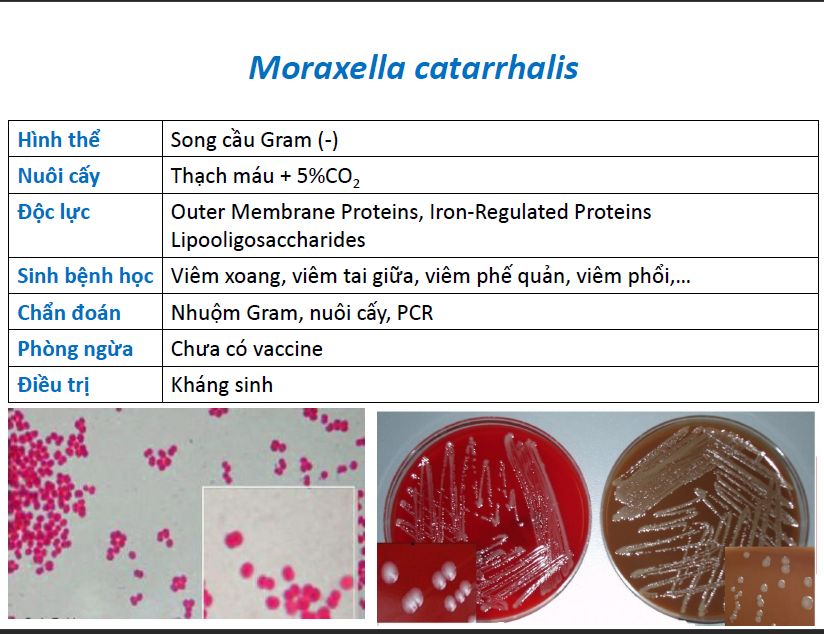 Moraxella catarrhalis
Hình thể Song cầu Gram (-)
Nuôi cấy Thạch máu + 5%CO₂
Độc lực Outer Membrane Proteins, Iron-Regulated Proteins
Lipooligosaccharides
Sinh bệnh học Viêm xoang, viêm tai giữa, viêm phế quản, viêm phổi,...
Chẩn đoán Nhuộm Gram, nuôi cấy, PCR
Phòng ngừa Chưa có vaccine
Điều trị Kháng sinh